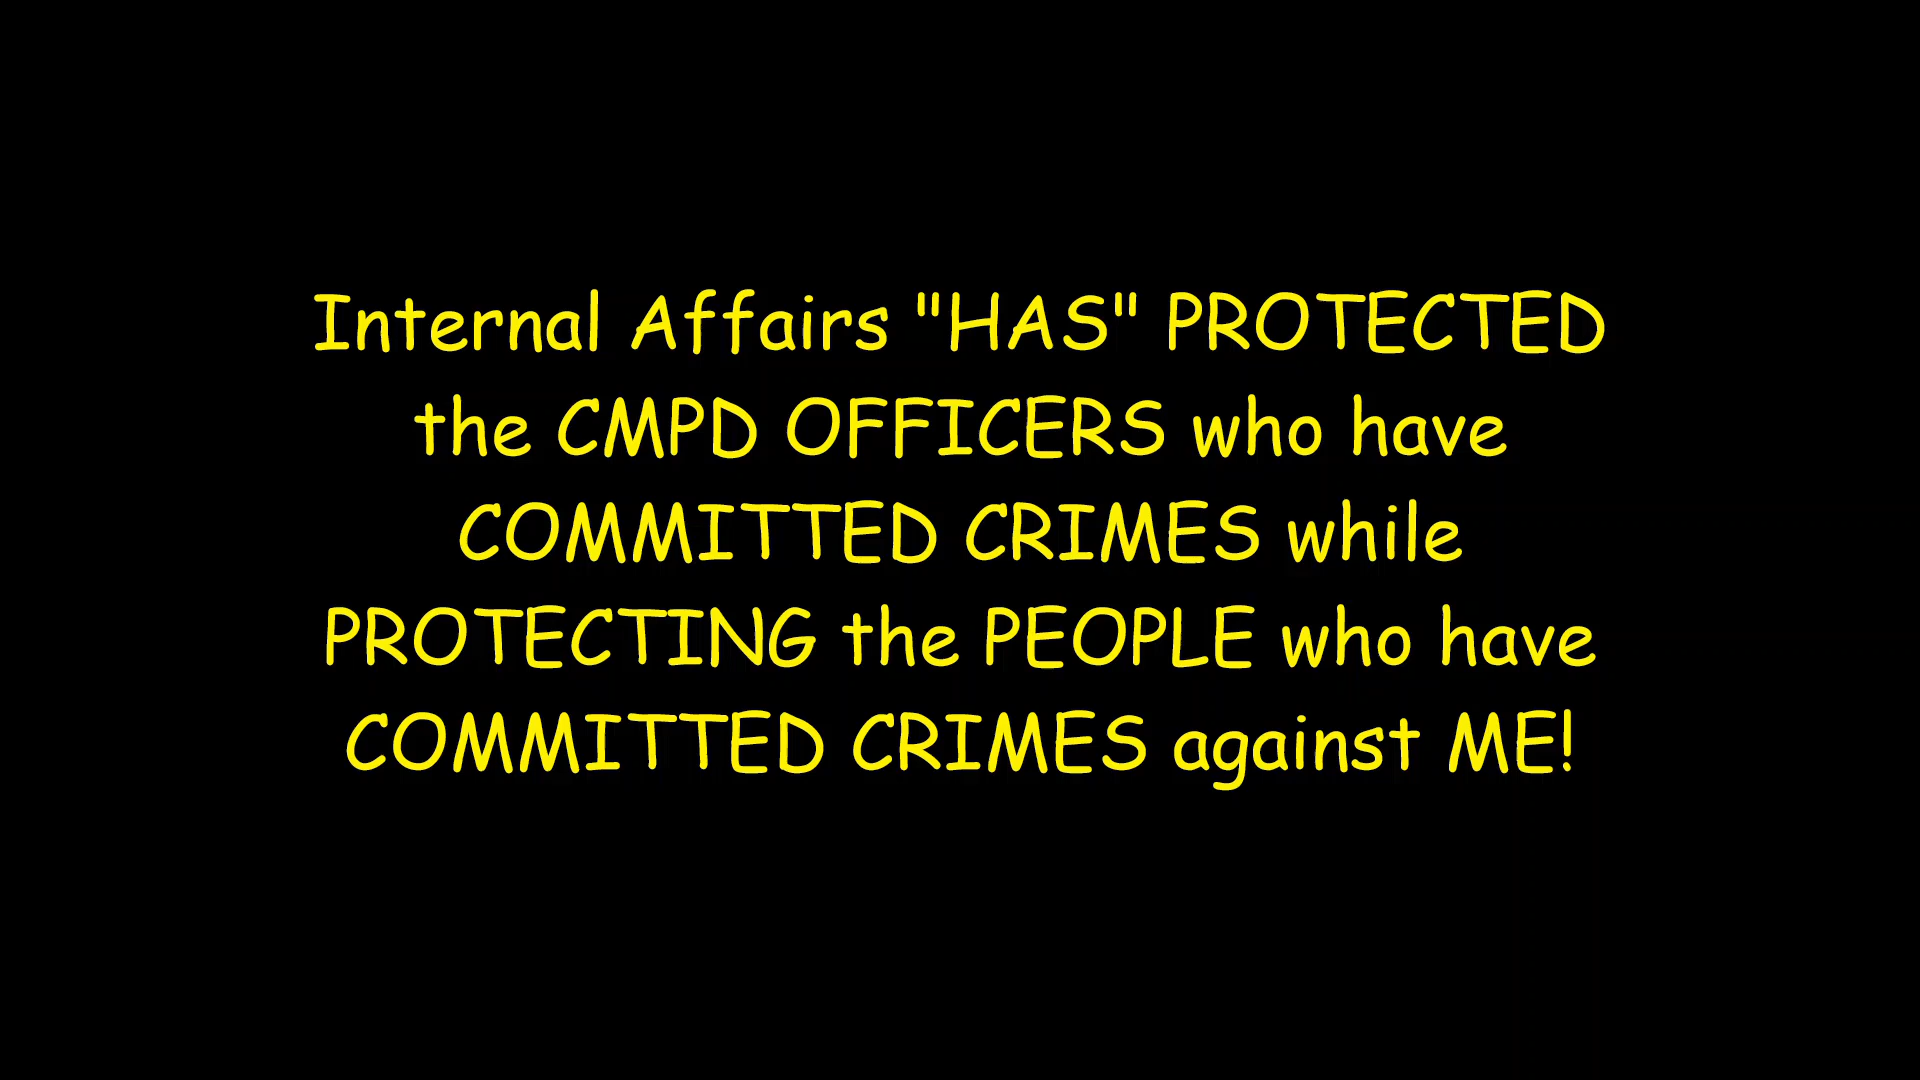 Internal Affairs "HAS" PROTECTED
the CMPD OFFICERS who have
COMMITTED CRIMES while
PROTECTING the PEOPLE who have
COMMITTED CRIMES against ME!